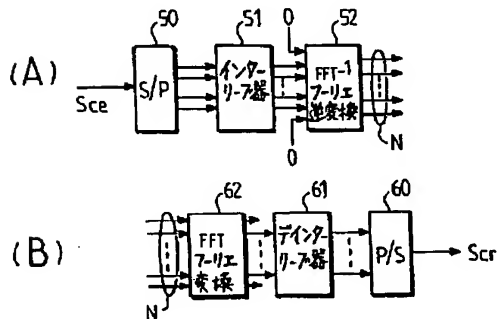 (A)
Sce
50
S/P
51
インター
リーブ器
0
0
52
FFT⁻¹
フーリエ
逆変換
N
(B)
N
62
FFT
フーリエ
変換
61
デインター
リーブ器
60
P/S
Scr